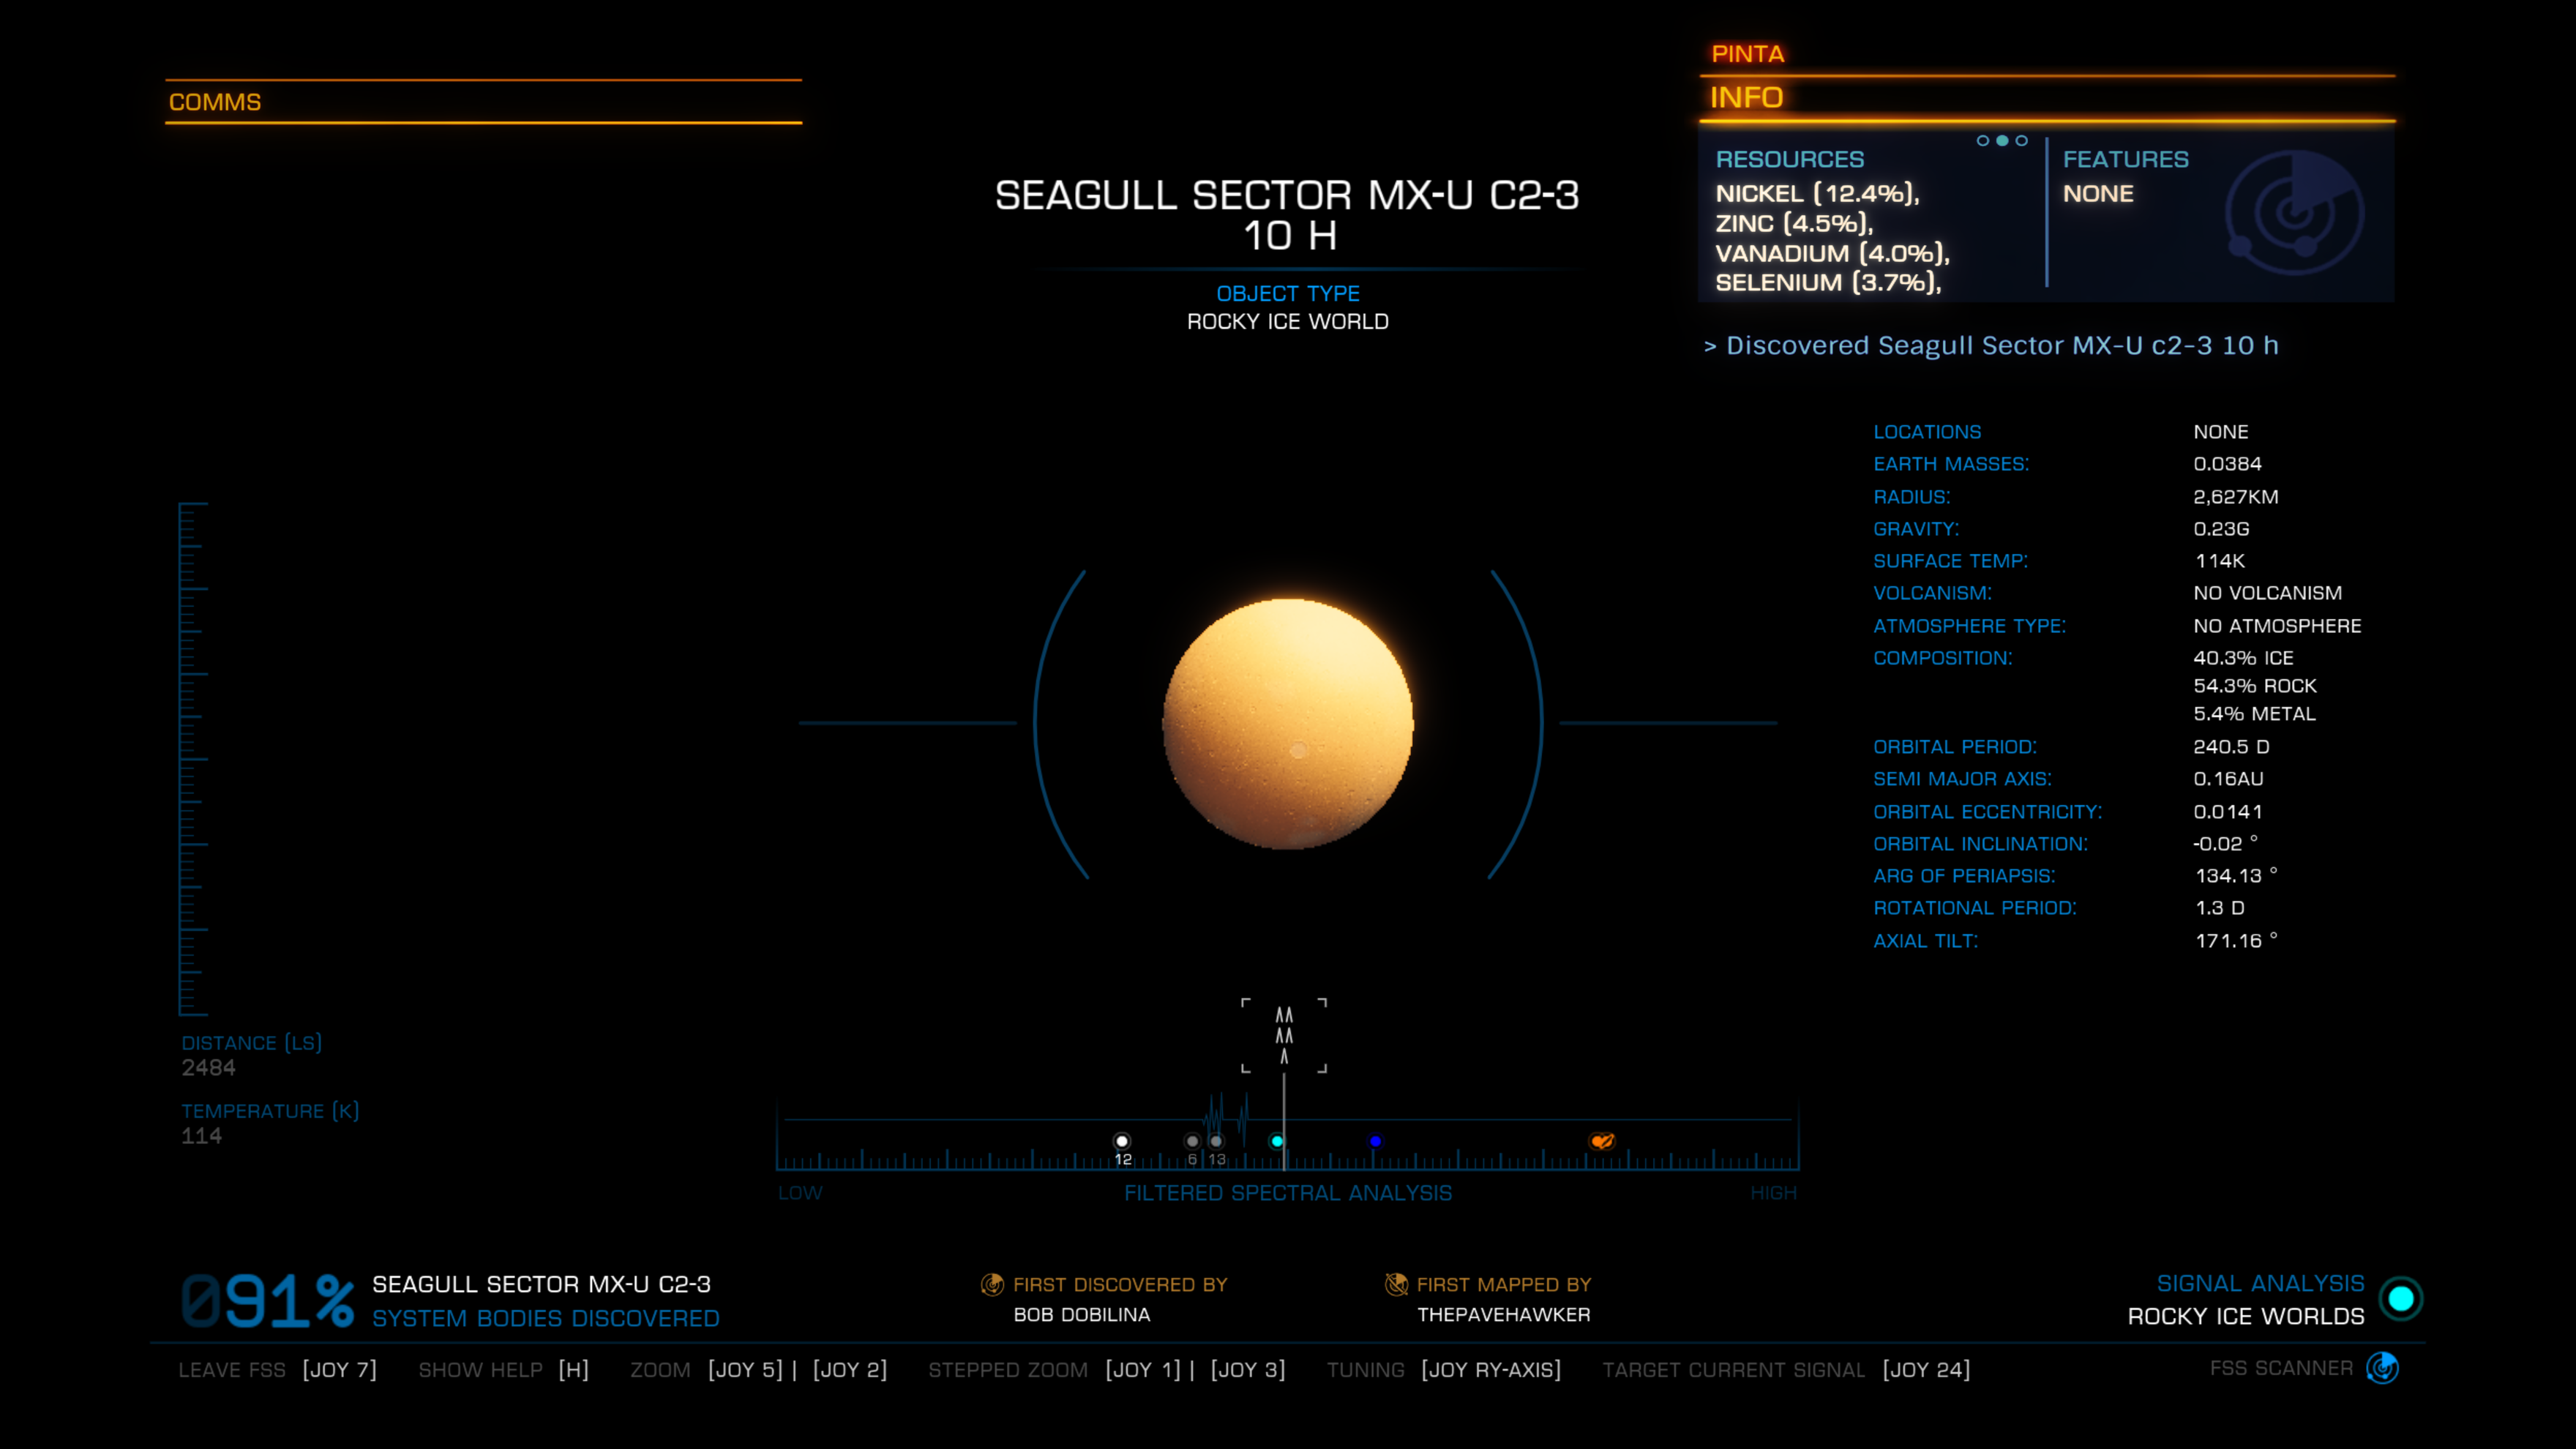 PINTA
COMMS
INFO
RESOURCES
NICKEL (12.4%),
ZINC (4.5%),
VANADIUM (4.0%),
SELENIUM (3.7%),
FEATURES
NONE
> Discovered Seagull Sector MX-U c2-3 10 h
SEAGULL SECTOR MX-U C2-3
10 H
OBJECT TYPE
ROCKY ICE WORLD
LOCATIONS NONE
EARTH MASSES: 0.0384
RADIUS: 2,627KM
GRAVITY: 0.23G
SURFACE TEMP: 114K
VOLCANISM: NO VOLCANISM
ATMOSPHERE TYPE: NO ATMOSPHERE
COMPOSITION: 40.3% ICE
54.3% ROCK
5.4% METAL
ORBITAL PERIOD: 240.5 D
SEMI MAJOR AXIS: 0.16AU
ORBITAL ECCENTRICITY: 0.0141
ORBITAL INCLINATION: -0.02 °
ARG OF PERIAPSIS: 134.13 °
ROTATIONAL PERIOD: 1.3 D
AXIAL TILT: 171.16 °
DISTANCE (LS)
2484
TEMPERATURE (K)
114
12 6 13
LOW FILTERED SPECTRAL ANALYSIS HIGH
091% SEAGULL SECTOR MX-U C2-3
SYSTEM BODIES DISCOVERED
FIRST DISCOVERED BY
BOB DOBILINA
FIRST MAPPED BY
THEPAVEHAWKER
SIGNAL ANALYSIS
ROCKY ICE WORLDS
LEAVE FSS [JOY 7] SHOW HELP [H] ZOOM [JOY 5] | [JOY 2] STEPPED ZOOM [JOY 1] | [JOY 3] TUNING [JOY RY-AXIS] TARGET CURRENT SIGNAL [JOY 24] FSS SCANNER